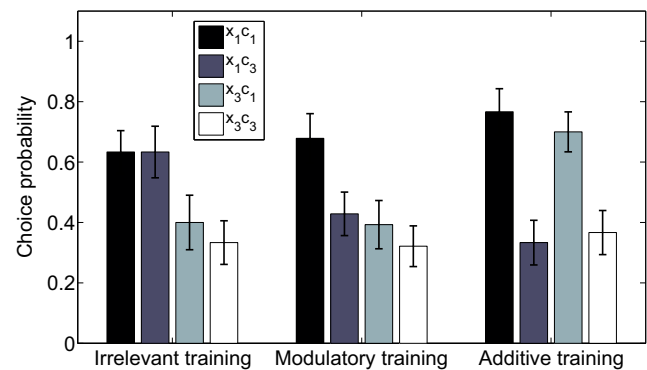 1
0.8
0.6
0.4
0.2
0
Choice probability
x₁c₁
x₁c₃
x₃c₁
x₃c₃
Irrelevant training Modulatory training Additive training